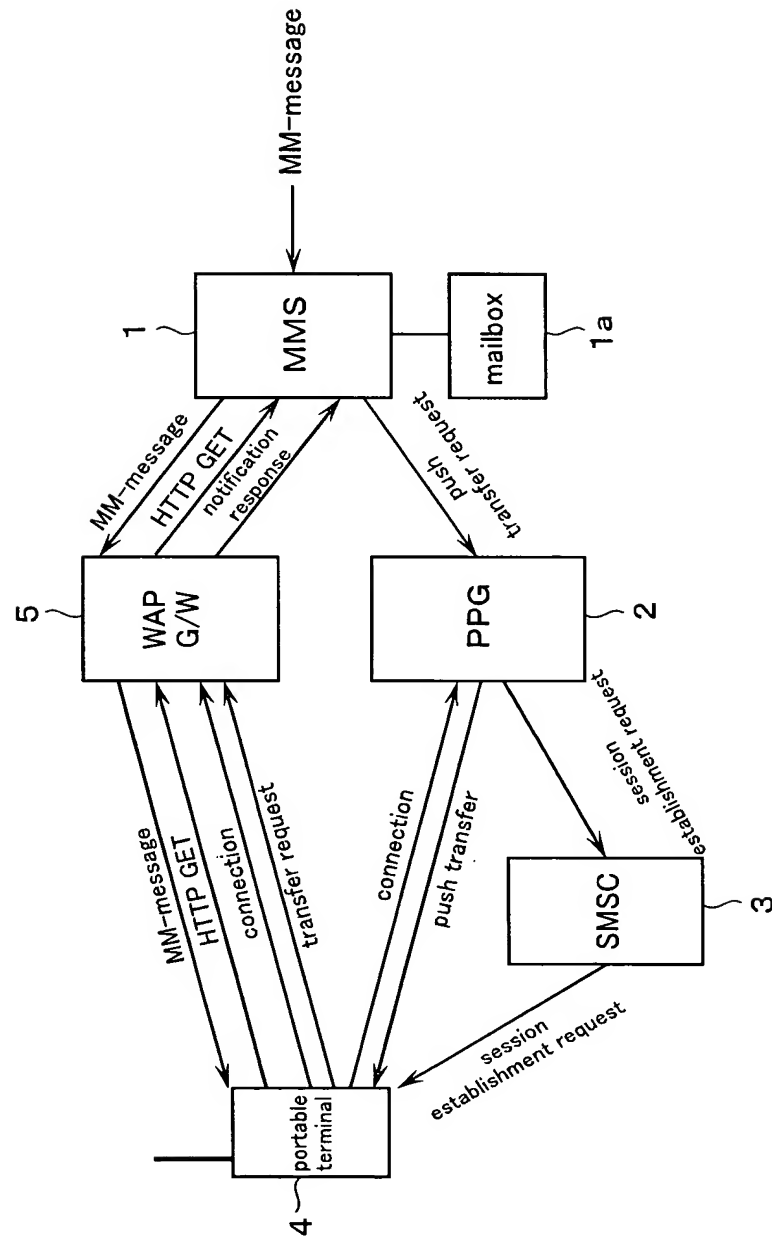 MM-message
1
MMS
mailbox
1a
MM-message
HTTP GET
notification
response
push
transfer request
5
WAP
G/W
PPG
2
MM-message
HTTP GET
connection
transfer request
connection
push transfer
session
establishment request
SMSC
3
session
establishment request
portable
terminal
4